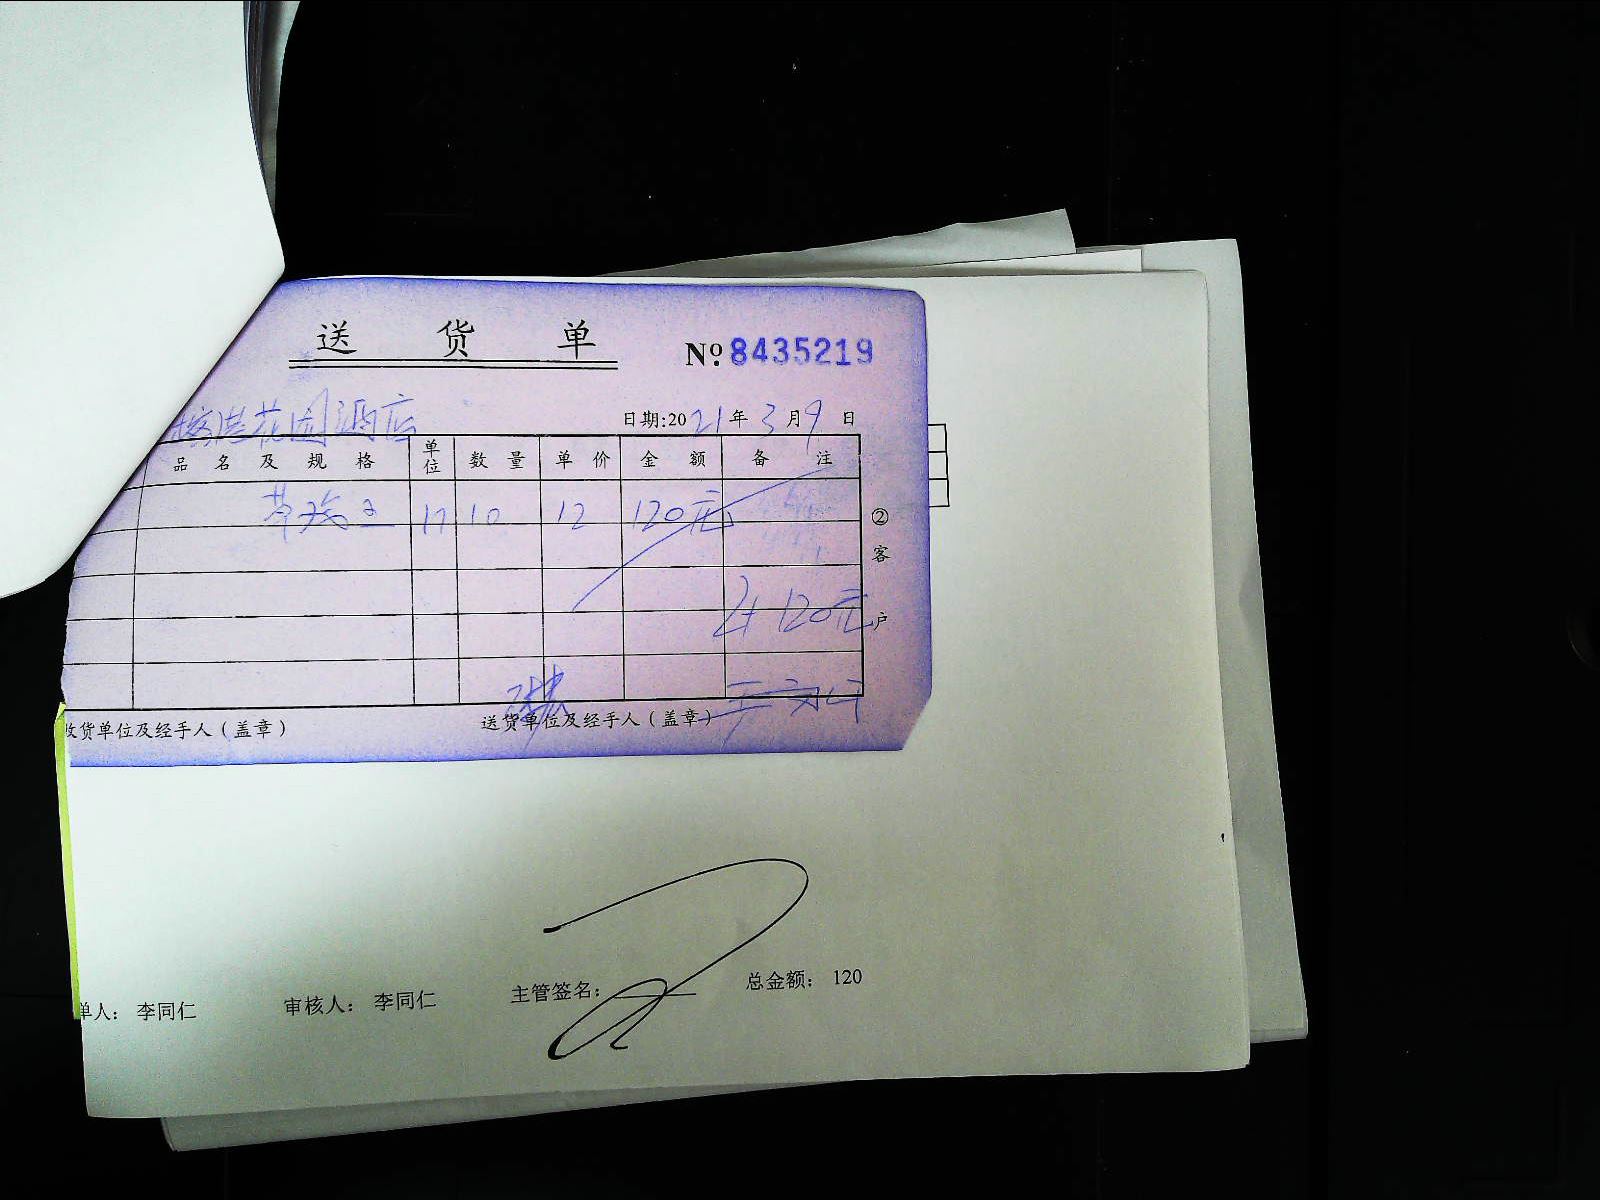 送 货 单
№ 8435219
港花园酒店
日期:2021年3月9日
品名及规格 单位 数量 单价 金额 备注
10 12 120元
②客户
计120元
收货单位及经手人(盖章) 送货单位及经手人(盖章)
单人: 李同仁 审核人: 李同仁 主管签名: 总金额: 120